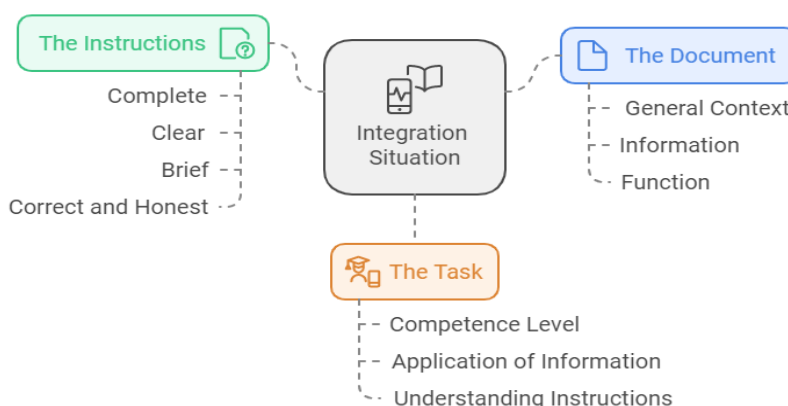 The Instructions
Complete
Clear
Brief
Correct and Honest
Integration
Situation
The Document
General Context
Information
Function
The Task
Competence Level
Application of Information
Understanding Instructions